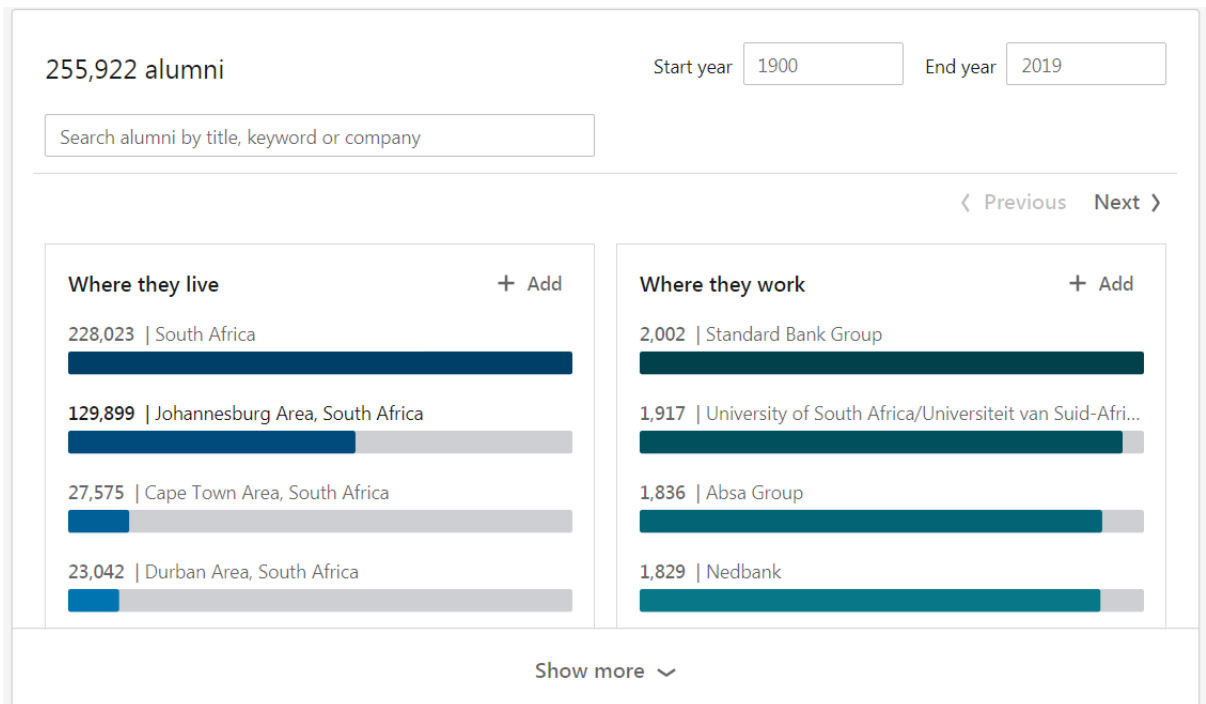 255,922 alumni
Start year 1900 End year 2019
Search alumni by title, keyword or company
Previous Next
Where they live + Add
228,023 | South Africa
129,899 | Johannesburg Area, South Africa
27,575 | Cape Town Area, South Africa
23,042 | Durban Area, South Africa
Where they work + Add
2,002 | Standard Bank Group
1,917 | University of South Africa/Universiteit van Suid-Afri...
1,836 | Absa Group
1,829 | Nedbank
Show more